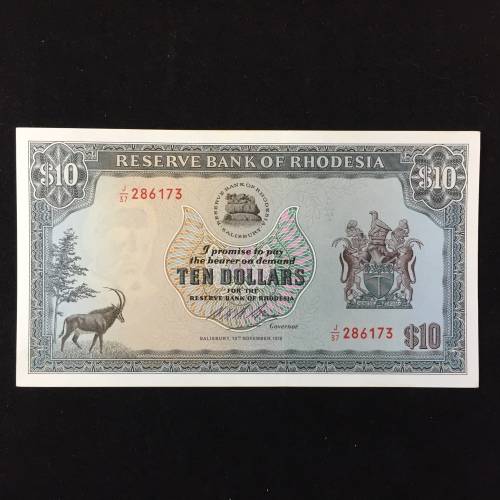 RESERVE BANK OF RHODESIA
$10
$10
J/37 286173
RESERVE BANK OF RHODESIA
SALISBURY
I promise to pay
the bearer on demand
TEN DOLLARS
FOR THE
RESERVE BANK OF RHODESIA
Governor
J/37 286173
$10